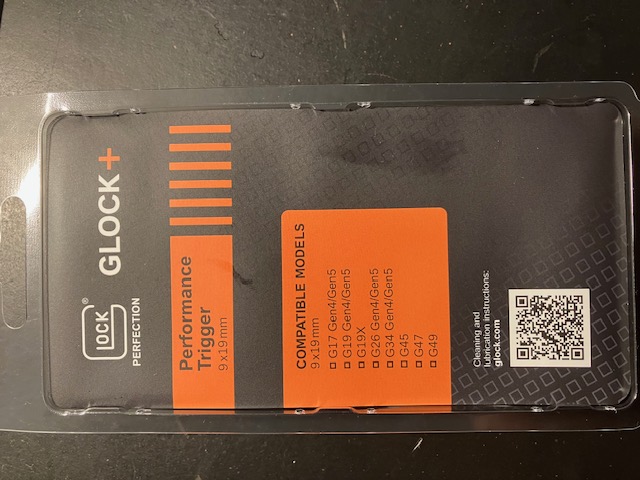 GLOCK
PERFECTION
GLOCK+
Performance
Trigger
9x19mm
COMPATIBLE MODELS
9x19mm
G17 Gen4/Gen5
G19 Gen4/Gen5
G19X
G26 Gen4/Gen5
G34 Gen4/Gen5
G45
G47
G49
Cleaning and
lubrication instructions:
glock.com